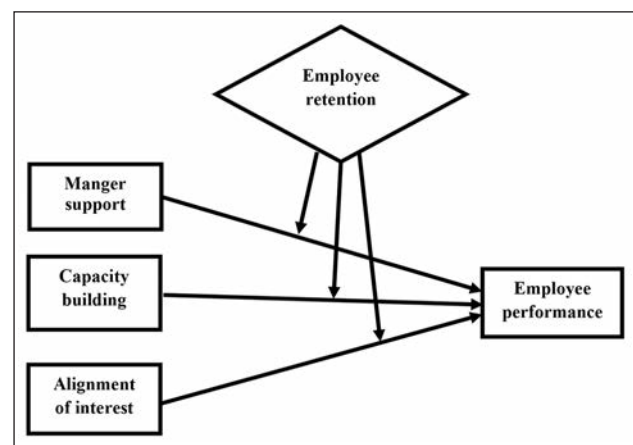 Employee
retention
Manger
support
Capacity
building
Employee
performance
Alignment
of interest